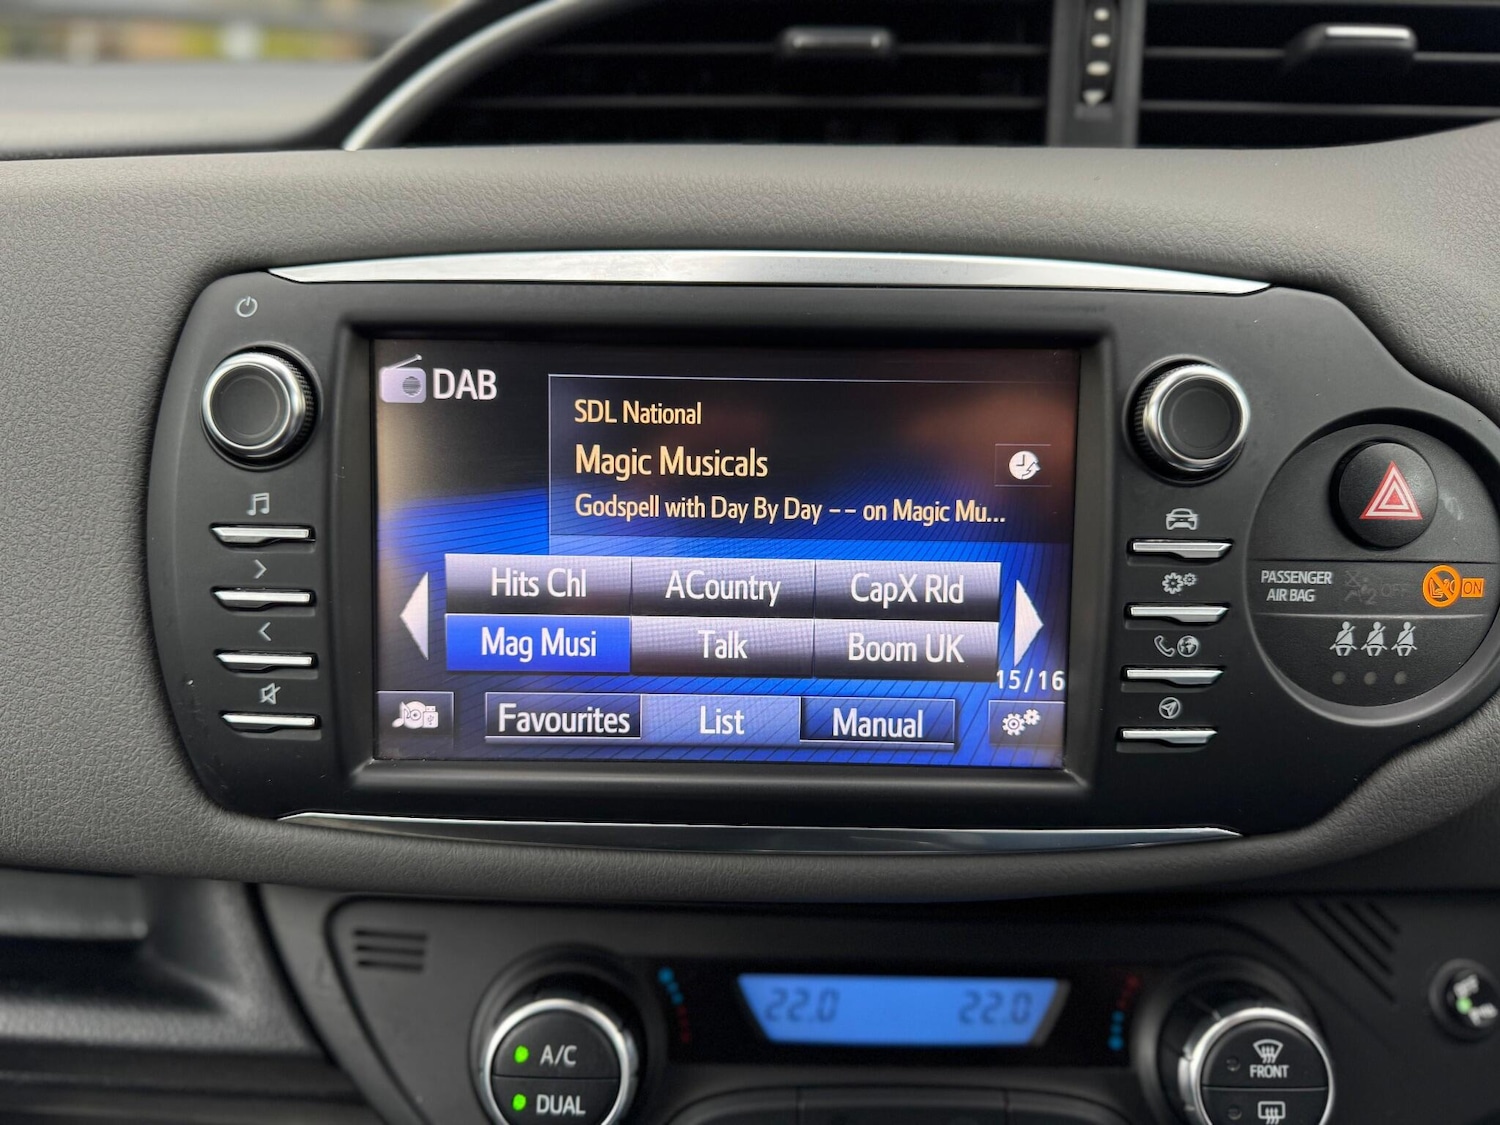 DAB
SDL National
Magic Musicals
Godspell with Day By Day -- on Magic Mu...
Hits Chl
ACountry
CapX Rld
Mag Musi
Talk
Boom UK
15/16
Favourites
List
Manual
PASSENGER
AIR BAG
OFF
ON
22.0
22.0
A/C
DUAL
FRONT